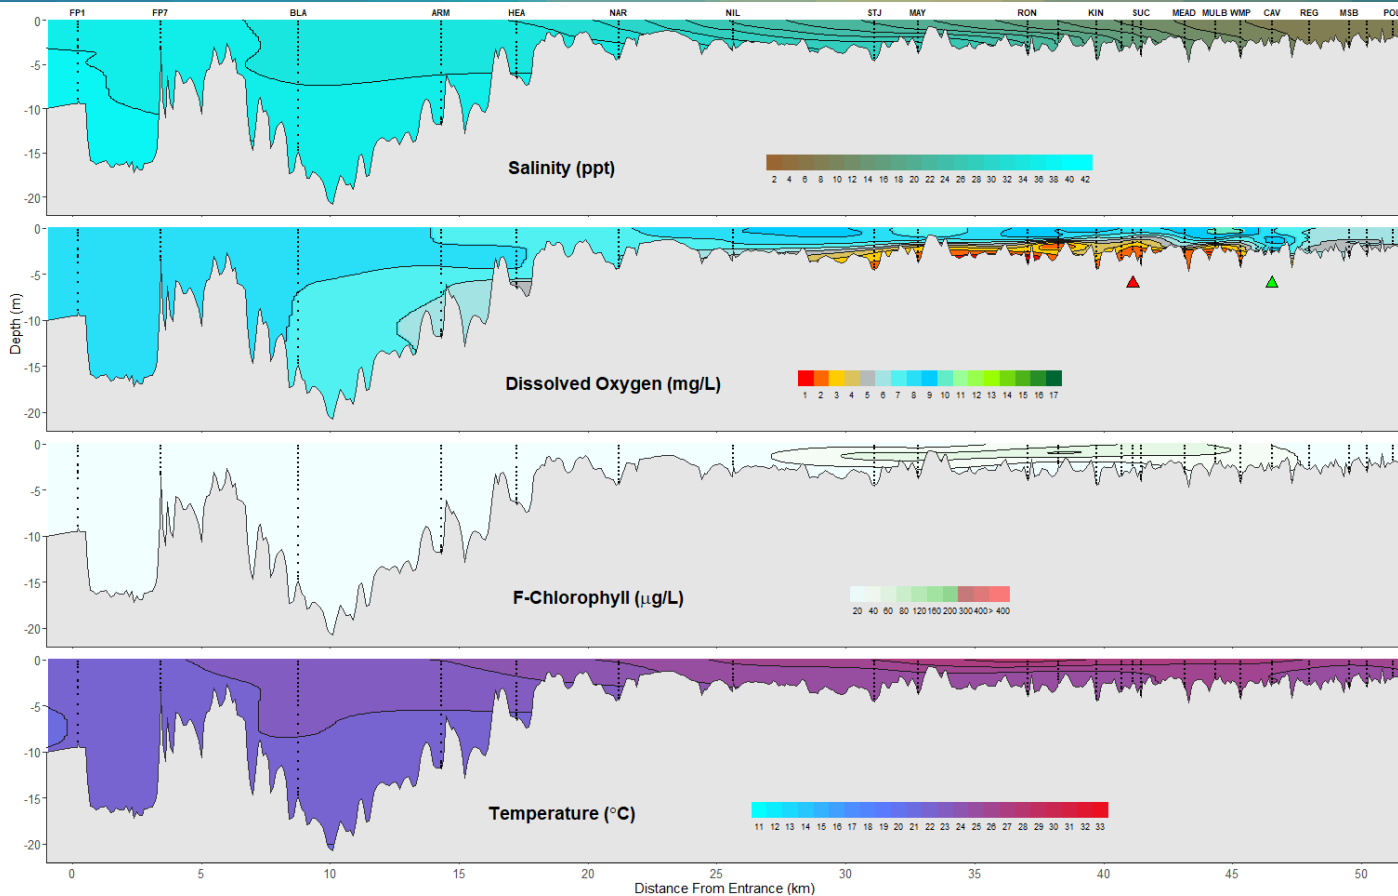 FP1 FP7 BLA ARM HEA NAR NIL STJ MAY RON KIN SUC MEAD MULB WMP CAV REG MSB POL
0
-5
-10
-15
-20
Salinity (ppt)
2 4 6 8 10 12 14 16 18 20 22 24 26 28 30 32 34 36 38 40 42
0
-5
-10
-15
-20
Depth (m)
Dissolved Oxygen (mg/L)
1 2 3 4 5 6 7 8 9 10 11 12 13 14 15 16 17
0
-5
-10
-15
-20
F-Chlorophyll (μg/L)
20 40 60 80 120 160 200 300 400 > 400
0
-5
-10
-15
-20
Temperature (°C)
11 12 13 14 15 16 17 18 19 20 21 22 23 24 25 26 27 28 29 30 31 32 33
0 5 10 15 20 25 30 35 40 45 50
Distance From Entrance (km)